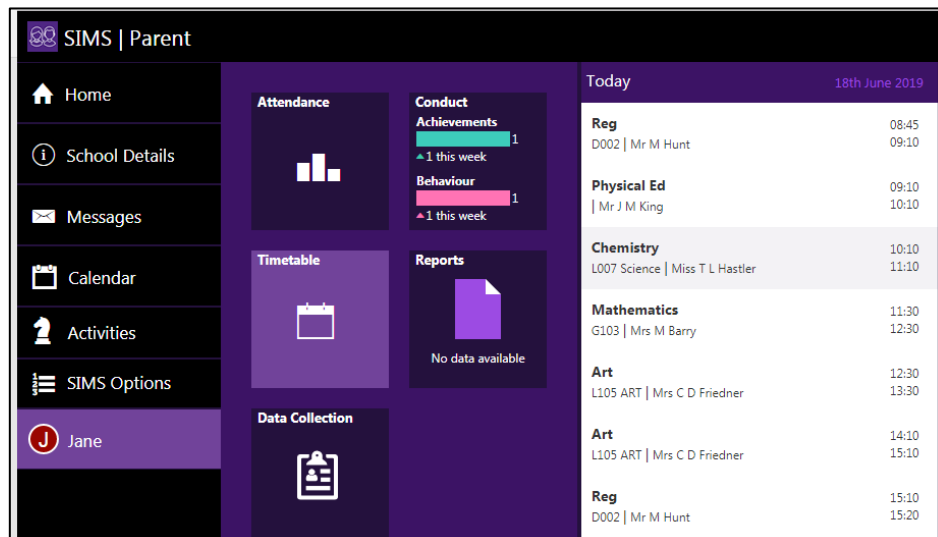 SIMS | Parent
Home
School Details
Messages
Calendar
Activities
SIMS Options
J Jane
Attendance
Conduct
Achievements
1
1 this week
Behaviour
1
1 this week
Timetable
Reports
No data available
Data Collection
Today 18th June 2019
Reg 08:45
D002 | Mr M Hunt 09:10
Physical Ed 09:10
| Mr J M King 10:10
Chemistry 10:10
L007 Science | Miss T L Hastler 11:10
Mathematics 11:30
G103 | Mrs M Barry 12:30
Art 12:30
L105 ART | Mrs C D Friedner 13:30
Art 14:10
L105 ART | Mrs C D Friedner 15:10
Reg 15:10
D002 | Mr M Hunt 15:20